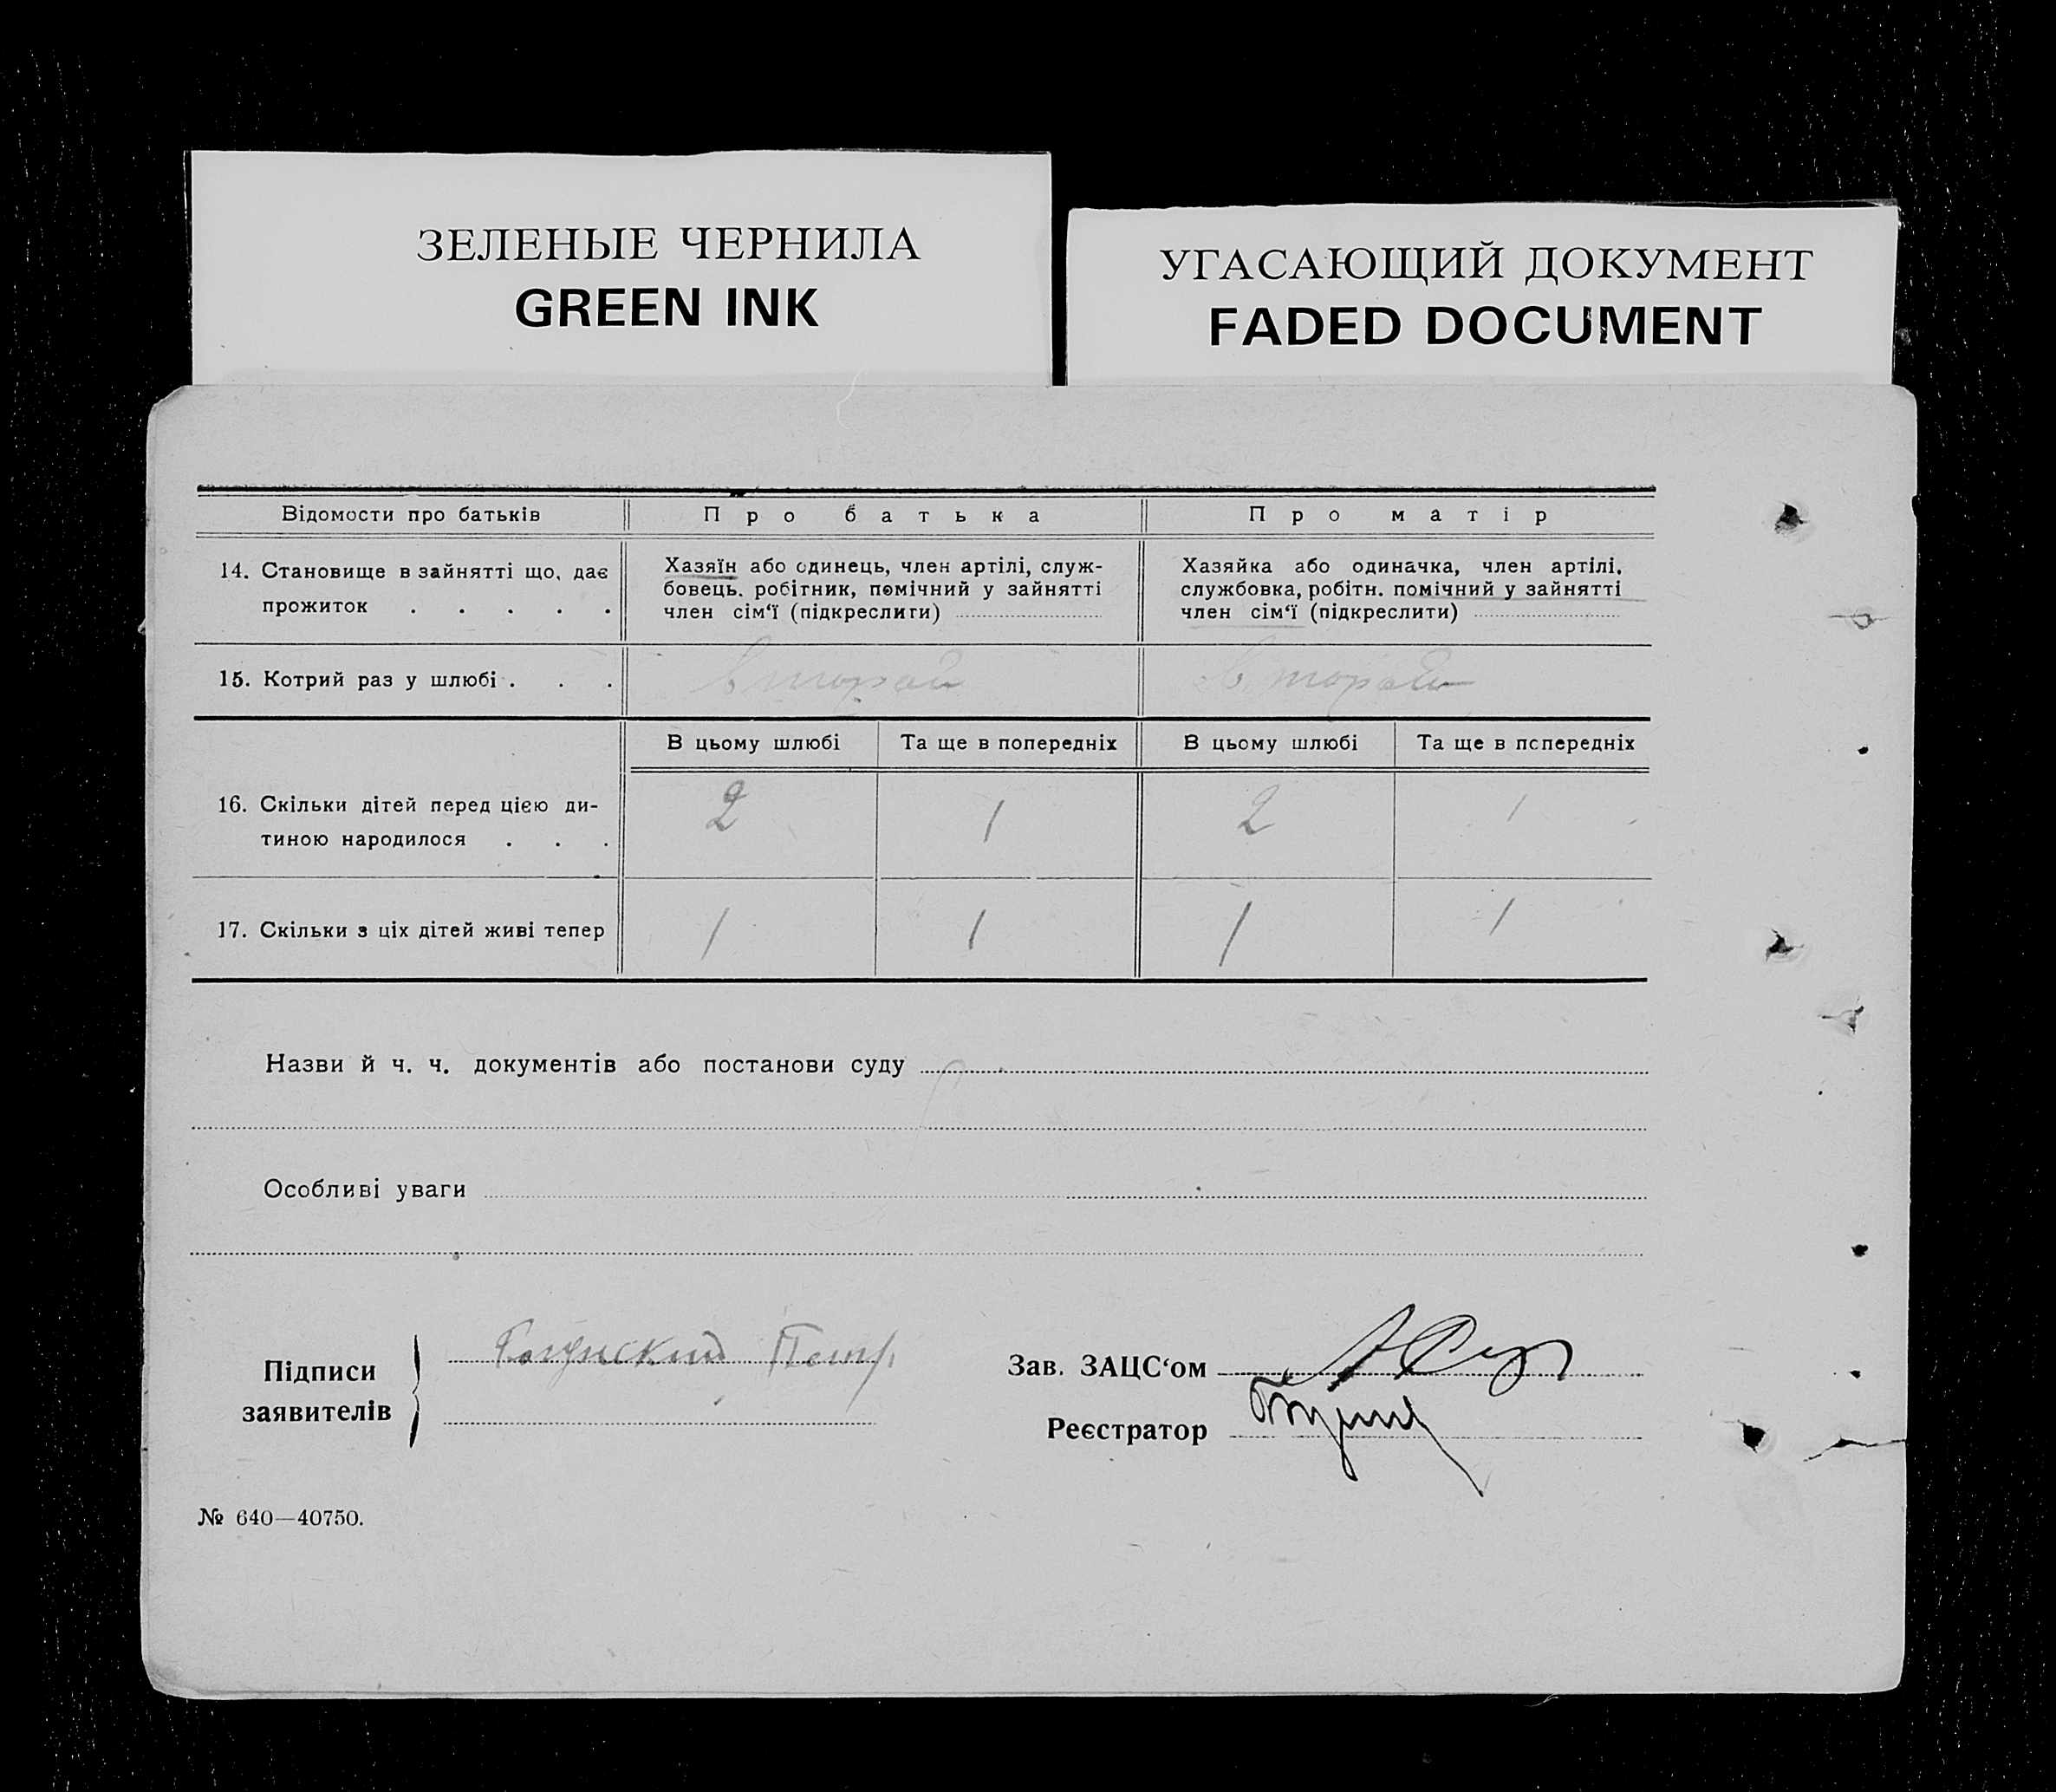 ЗЕЛЕНЫЕ ЧЕРНИЛА
GREEN INK
УГАСАЮЩИЙ ДОКУМЕНТ
FADED DOCUMENT
Відомости про батьків Про батька Про матір
14. Становище в зайнятті що, дає прожиток . . . . .
Хазяїн або одинець, член артілі, служ-
бовець. робітник, помічний у зайнятті
член сім‘ї (підкреслити)
Хазяйка або одиначка, член артілі.
службовка, робітн. помічний у зайнятті
член сім‘ї (підкреслити)
15. Котрий раз у шлюбі . . . второй второй
В цьому шлюбі Та ще в попередніх В цьому шлюбі Та ще в попередніх
16. Скільки дітей перед цією ди-
тиною народилося . . . 2 1 2 1
17. Скільки з ціх дітей живі тепер 1 1 1 1
Назви й ч. ч. документів або постанови суду
Особливі уваги
Підписи
заявителів
Зав. ЗАЦС‘ом
Реєстратор
№ 640—40750.